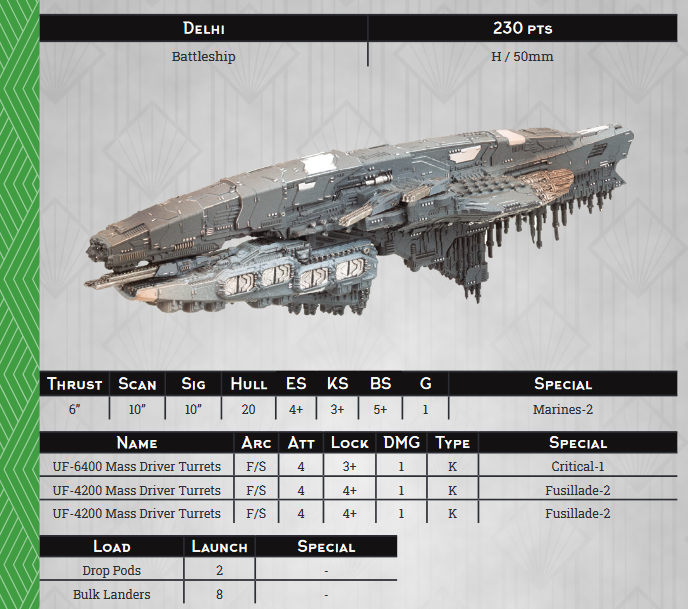 Delhi 230 pts
Battleship H / 50mm
Thrust Scan Sig Hull ES KS BS G Special
6” 10” 10” 20 4+ 3+ 5+ 1 Marines-2
Name Arc Att Lock DMG Type Special
UF-6400 Mass Driver Turrets F/S 4 3+ 1 K Critical-1
UF-4200 Mass Driver Turrets F/S 4 4+ 1 K Fusillade-2
UF-4200 Mass Driver Turrets F/S 4 4+ 1 K Fusillade-2
Load Launch Special
Drop Pods 2 -
Bulk Landers 8 -